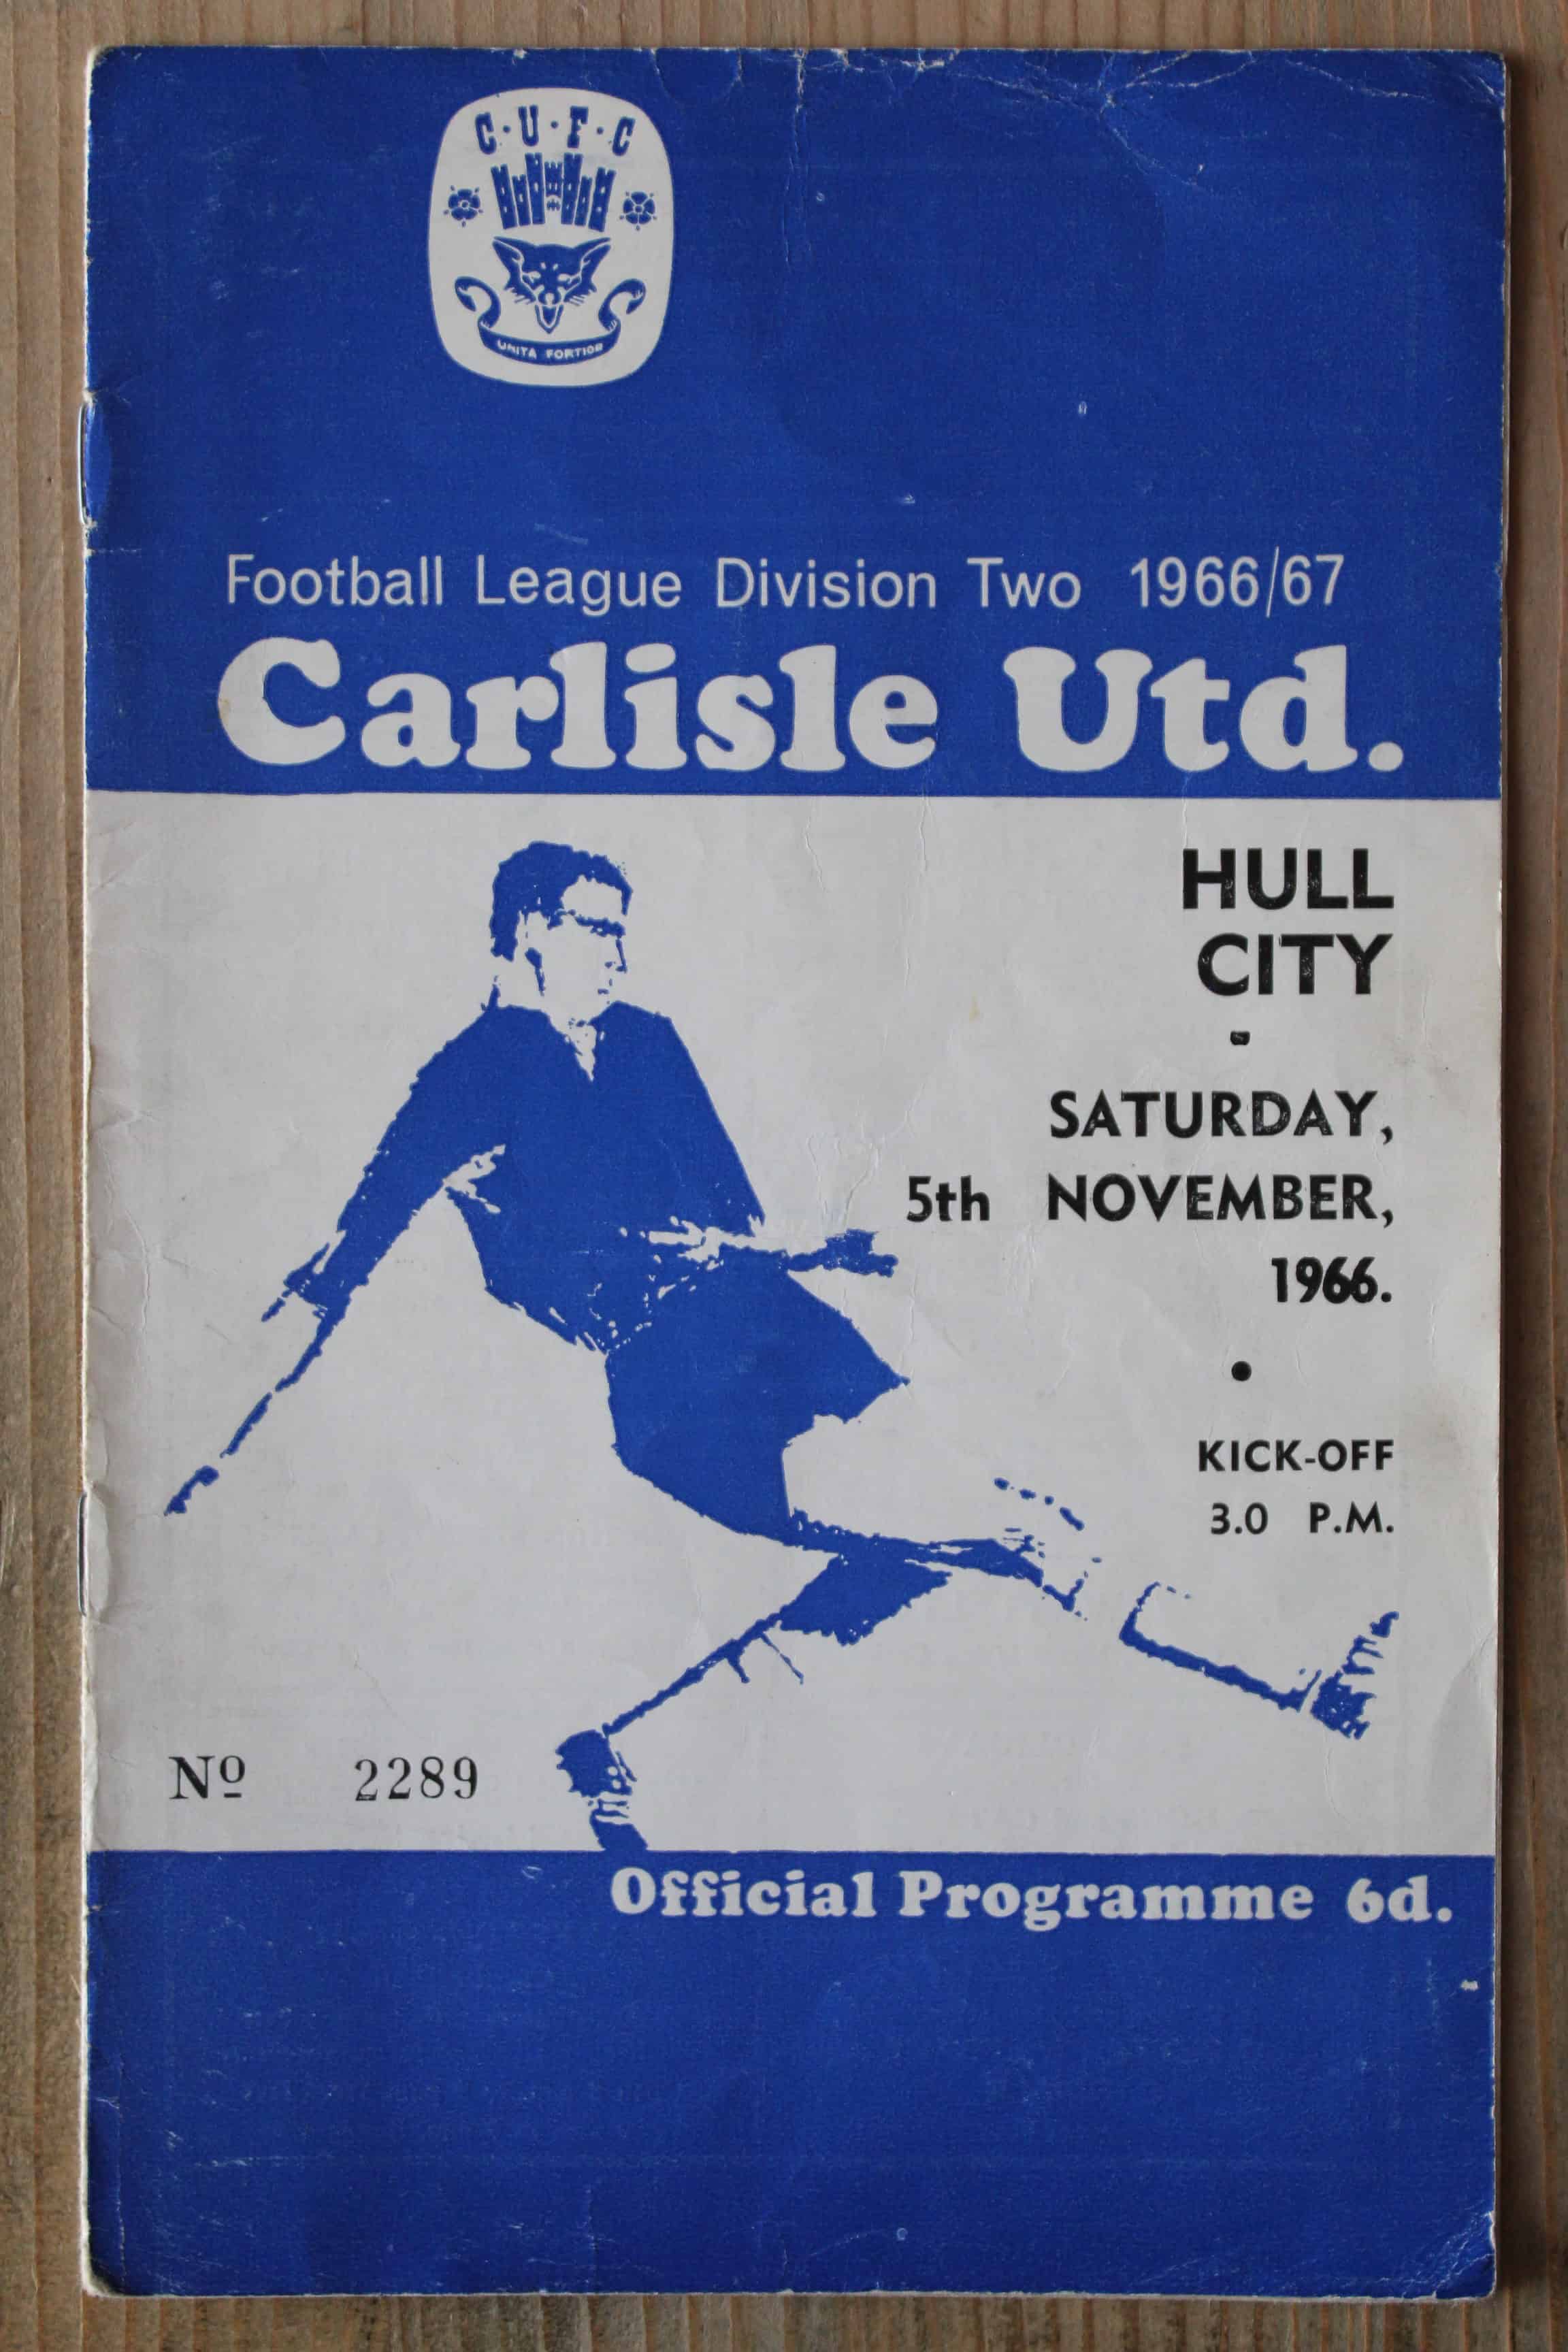 C·U·F·C
UNITA FORTIOR
Football League Division Two 1966/67
Carlisle Utd.
HULL
CITY
SATURDAY,
5th NOVEMBER,
1966.
KICK-OFF
3.0 P.M.
Nº 2289
Official Programme 6d.